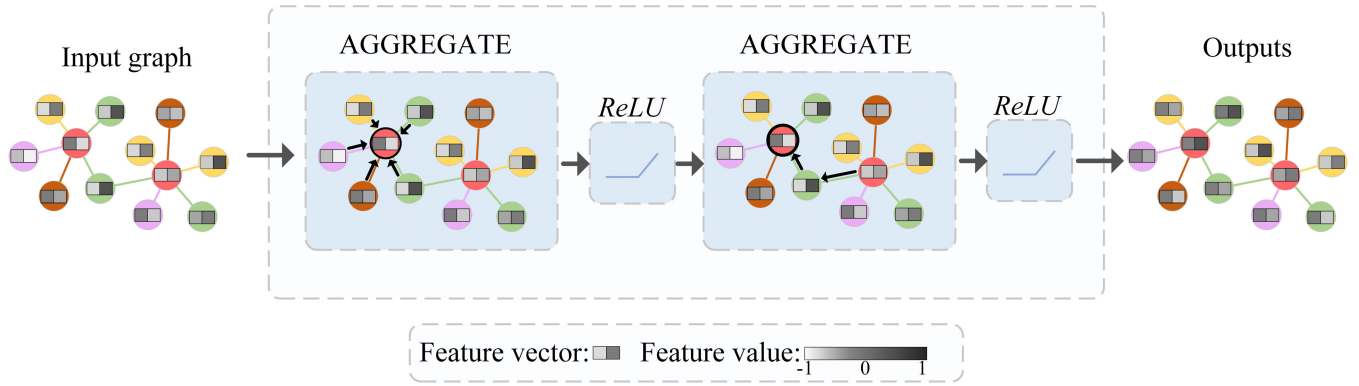 Input graph
AGGREGATE
ReLU
AGGREGATE
ReLU
Outputs
Feature vector: Feature value:
-1 0 1